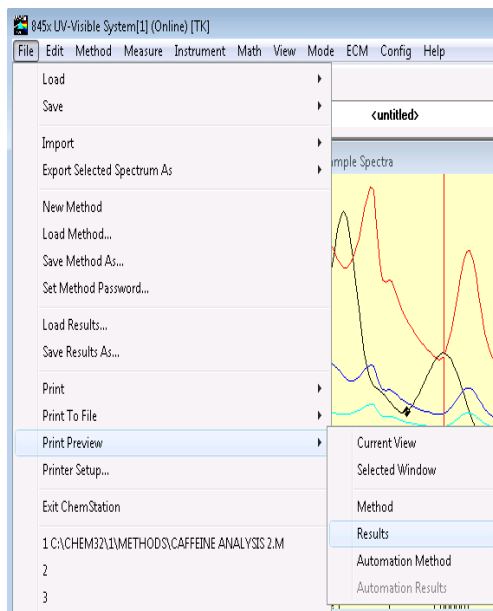 845x UV-Visible System[1] (Online) [TK]
File Edit Method Measure Instrument Math View Mode ECM Config Help
Load
Save
<untitled>
Import
mple Spectra
Export Selected Spectrum As
New Method
Load Method...
Save Method As...
Set Method Password...
Load Results...
Save Results As...
Print
Print To File
Print Preview
Current View
Printer Setup...
Selected Window
Exit ChemStation
Method
Results
1 C:\CHEM32\1\METHODS\CAFFEINE ANALYSIS 2.M
Automation Method
2
Automation Results
3